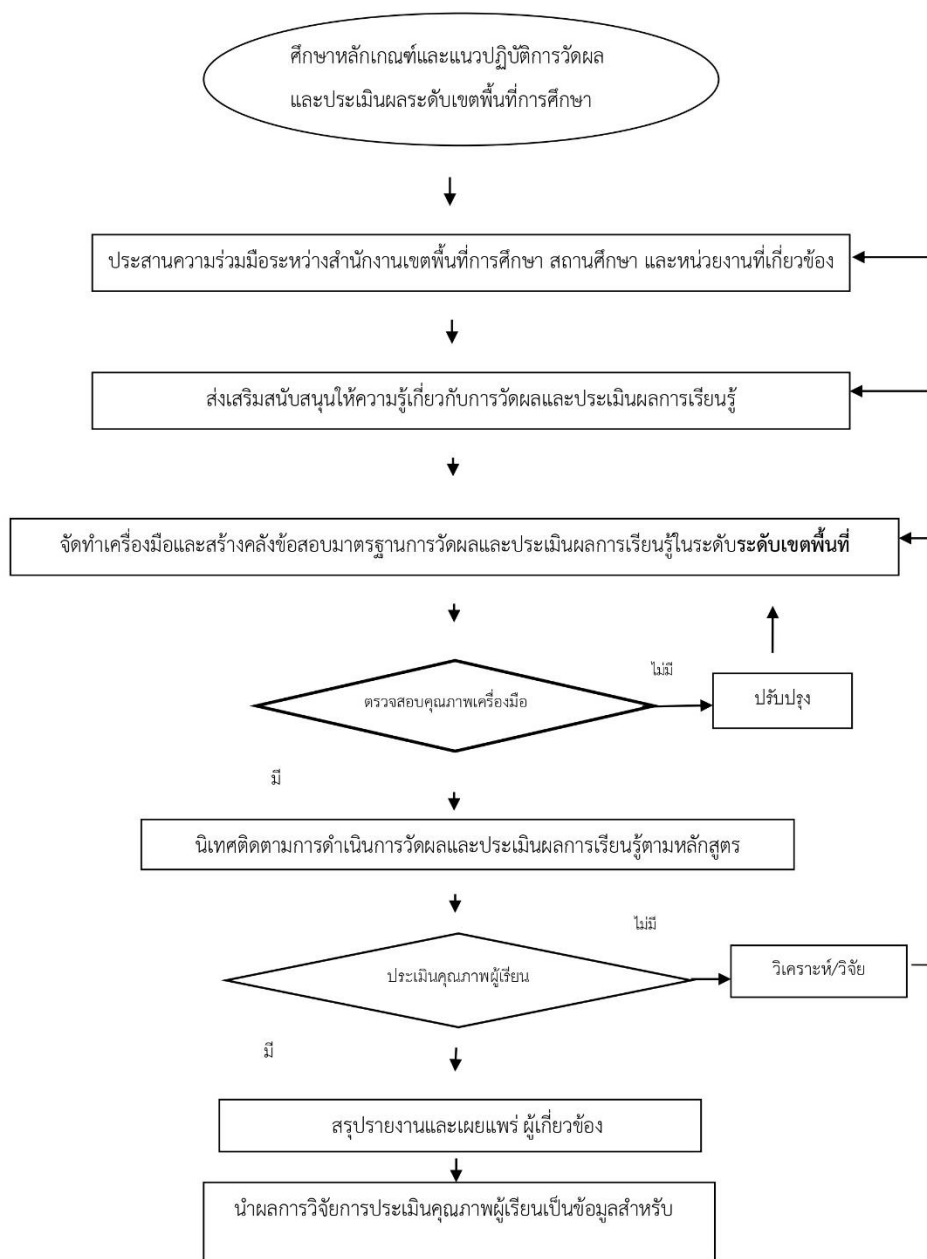 ศึกษาหลักเกณฑ์และแนวปฏิบัติการวัดผล
และประเมินผลระดับเขตพื้นที่การศึกษา
ประสานความร่วมมือระหว่างสำนักงานเขตพื้นที่การศึกษา สถานศึกษา และหน่วยงานที่เกี่ยวข้อง
ส่งเสริมสนับสนุนให้ความรู้เกี่ยวกับการวัดผลและประเมินผลการเรียนรู้
จัดทำเครื่องมือและสร้างคลังข้อสอบมาตรฐานการวัดผลและประเมินผลการเรียนรู้ในระดับระดับเขตพื้นที่
ไม่มี
ตรวจสอบคุณภาพเครื่องมือ
ปรับปรุง
มี
นิเทศติดตามการดำเนินการวัดผลและประเมินผลการเรียนรู้ตามหลักสูตร
ไม่มี
ประเมินคุณภาพผู้เรียน
วิเคราะห์/วิจัย
มี
สรุปรายงานและเผยแพร่ ผู้เกี่ยวข้อง
นำผลการวิจัยการประเมินคุณภาพผู้เรียนเป็นข้อมูลสำหรับ